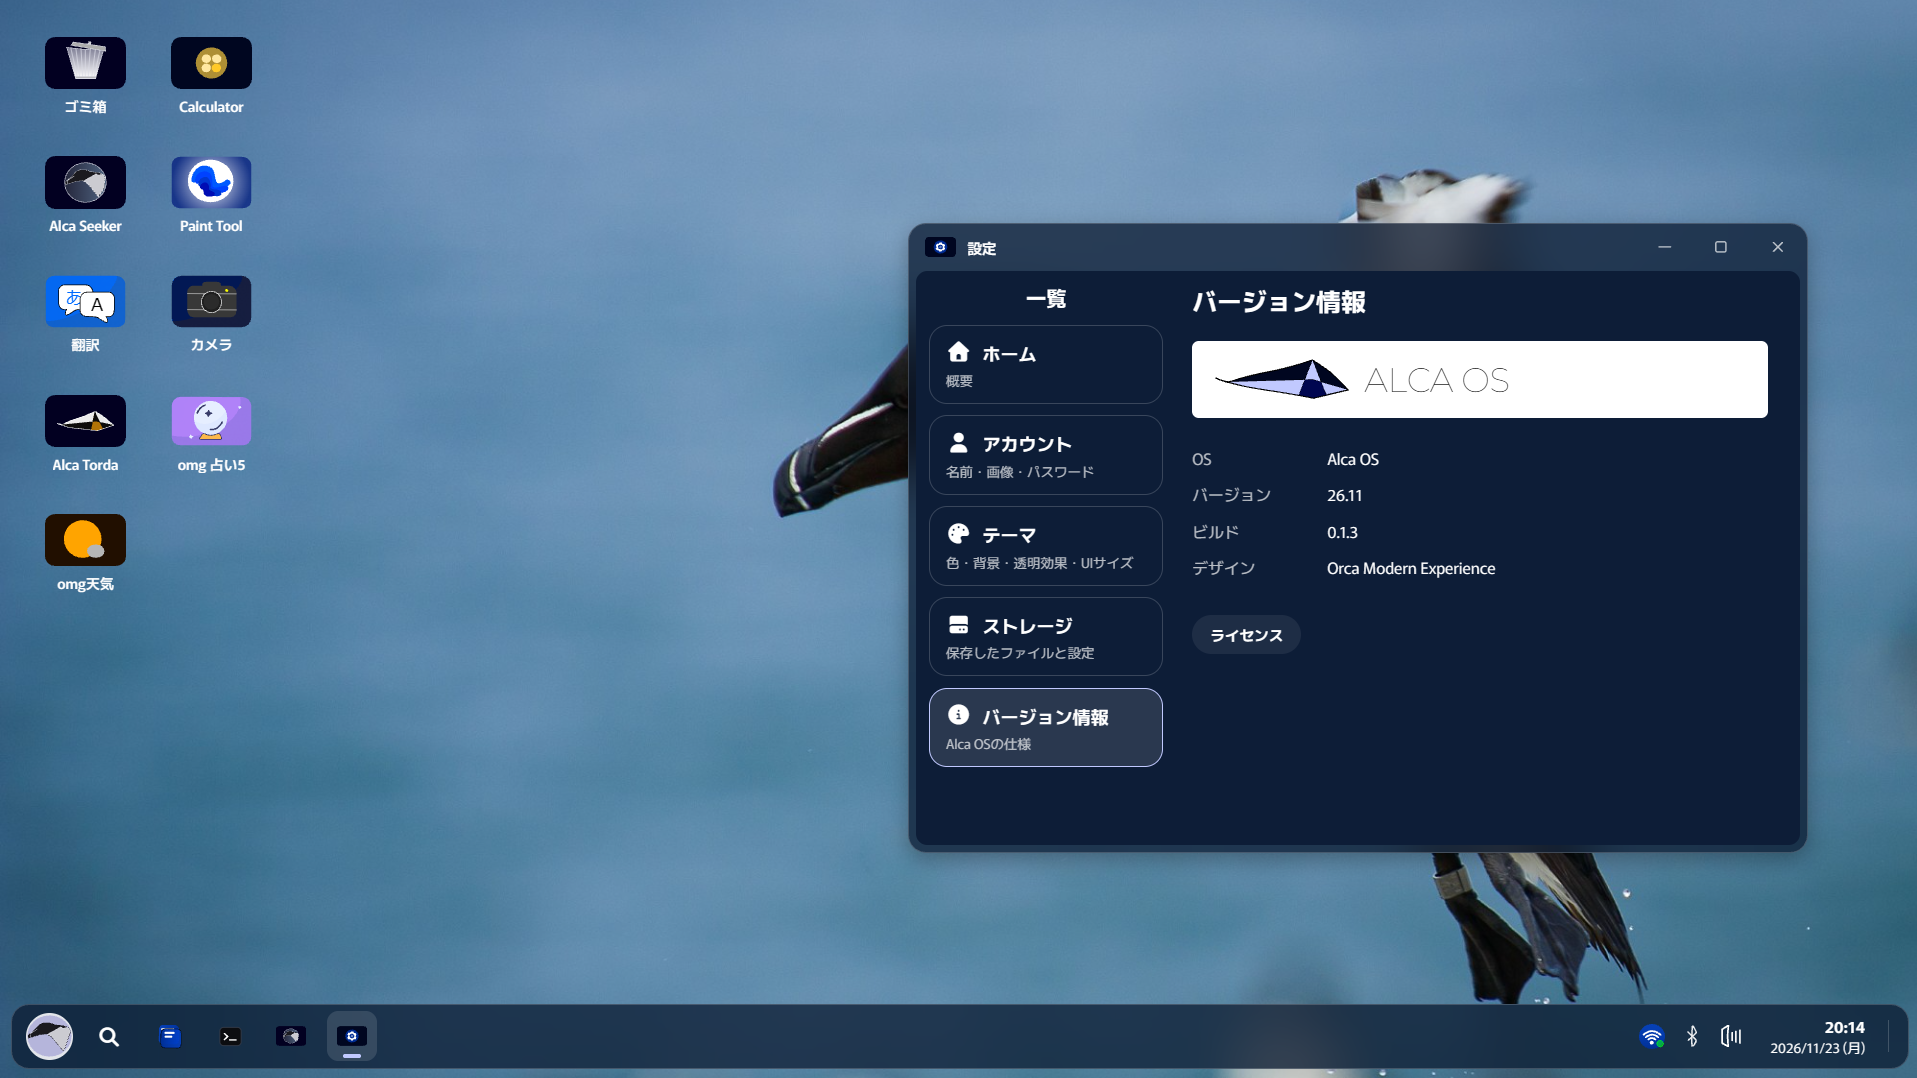 ゴミ箱
Calculator
Alca Seeker
Paint Tool
あ
A
翻訳
カメラ
Alca Torda
omg 占い5
omg天気
設定
一覧
ホーム
概要
アカウント
名前・画像・パスワード
テーマ
色・背景・透明効果・UIサイズ
ストレージ
保存したファイルと設定
バージョン情報
Alca OSの仕様
バージョン情報
ALCA OS
OS Alca OS
バージョン 26.11
ビルド 0.1.3
デザイン Orca Modern Experience
ライセンス
20:14
2026/11/23 (月)